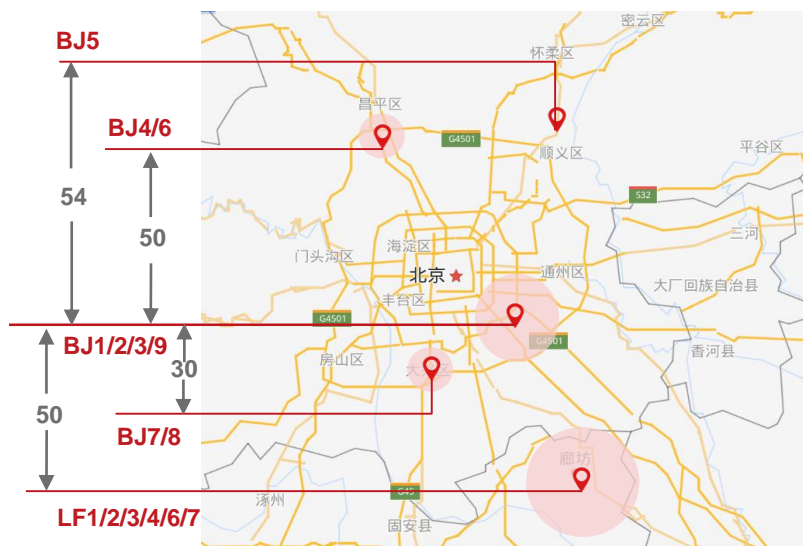 密云区
BJ5
怀柔区
昌平区
BJ4/6
G4501
顺义区
平谷区
54
S32
50
三河
海淀区
门头沟区
北京
通州区
大厂回族自治县
丰台区
G4501
BJ1/2/3/9
G4501
香河县
房山区
30
50
BJ7/8
廊坊
G45
涿州
LF1/2/3/4/6/7
固安县